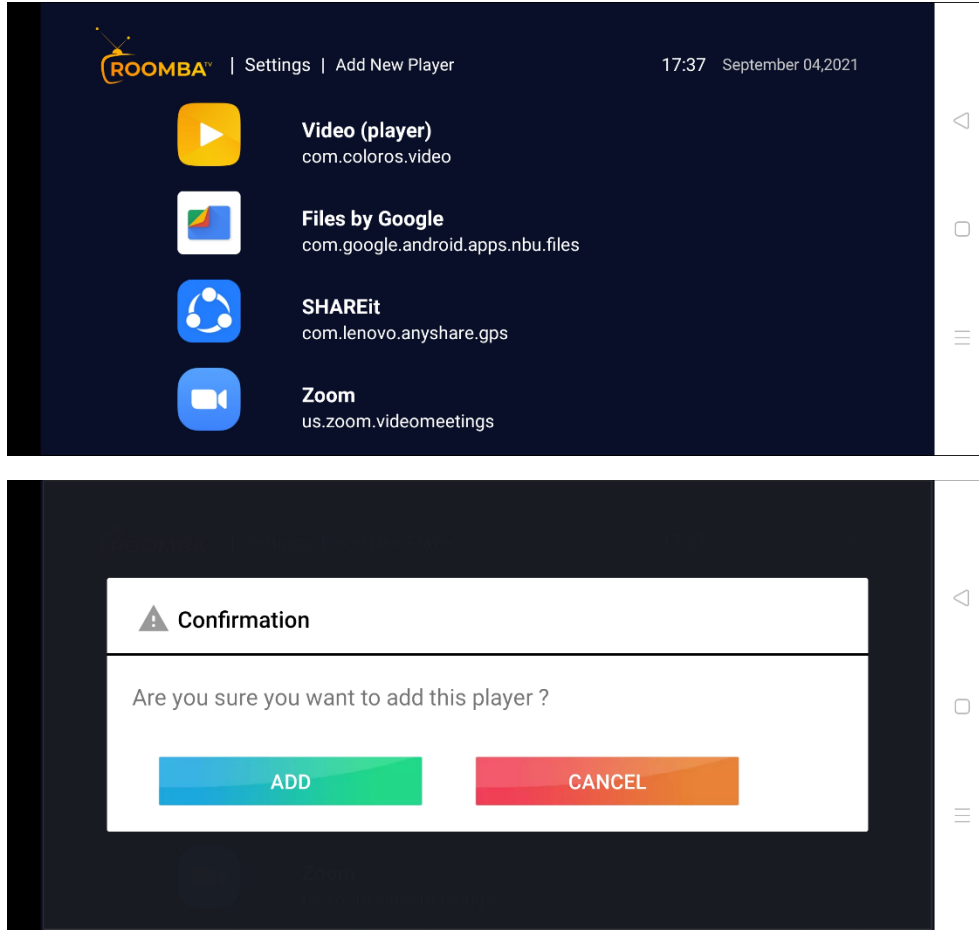 ROOMBA TV | Settings | Add New Player 17:37 September 04,2021
Video (player)
com.coloros.video
Files by Google
com.google.android.apps.nbu.files
SHAREit
com.lenovo.anyshare.gps
Zoom
us.zoom.videomeetings
Confirmation
Are you sure you want to add this player ?
ADD CANCEL
Zoom